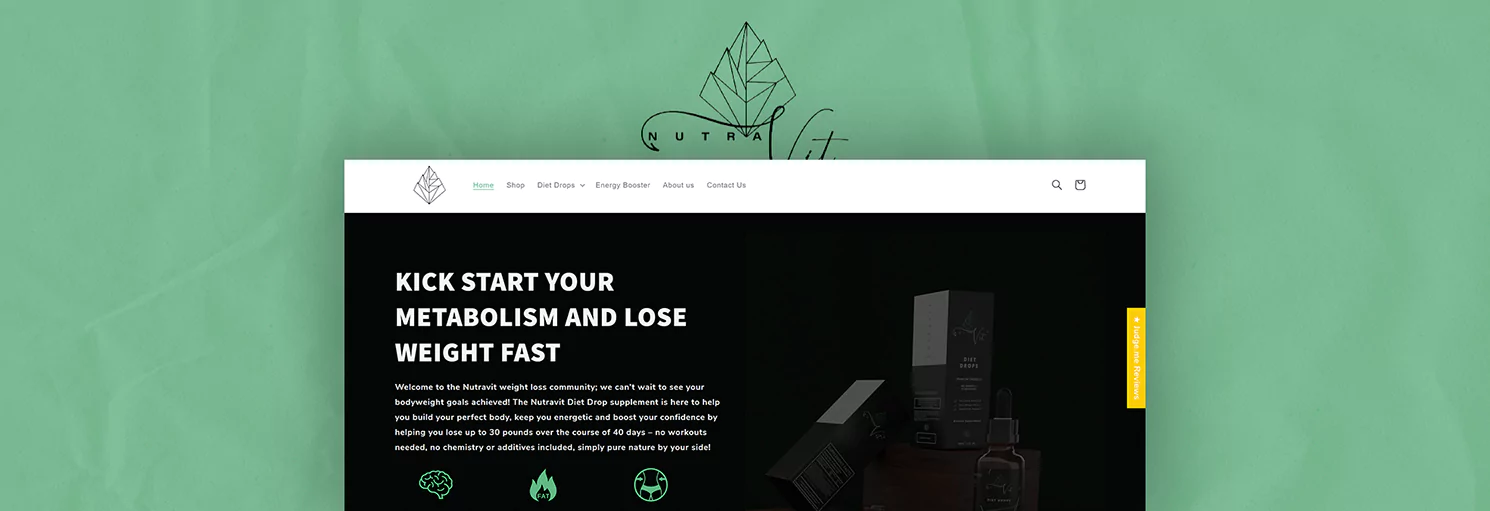 NUTRA Vit
Home Shop Diet Drops Energy Booster About us Contact Us
KICK START YOUR
METABOLISM AND LOSE
WEIGHT FAST
Welcome to the Nutravit weight loss community; we can't wait to see your
bodyweight goals achieved! The Nutravit Diet Drop supplement is here to help
you build your perfect body, keep you energetic and boost your confidence by
helping you lose up to 30 pounds over the course of 40 days – no workouts
needed, no chemistry or additives included, simply pure nature by your side!
FAT
DIET
DROPS
★ Judge.me Reviews